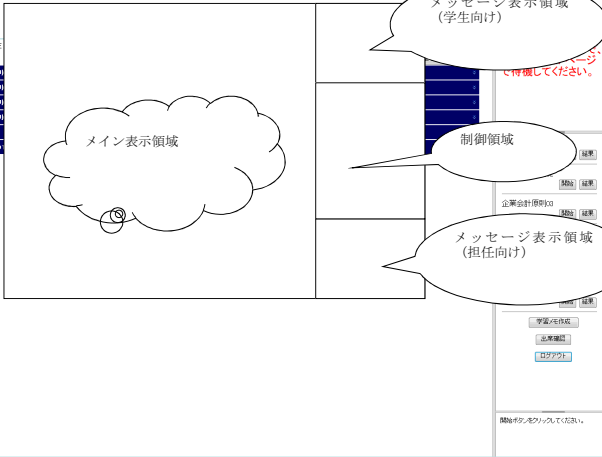 メッセージ表示領域
（学生向け）
ページ
で待機してください。
メイン表示領域
制御領域
結果
開始 結果
企業会計原則(3)
開始 結果
メッセージ表示領域
（担任向け）
開始 結果
学習メモ作成
出席確認
ログアウト
開始ボタンをクリックしてください。